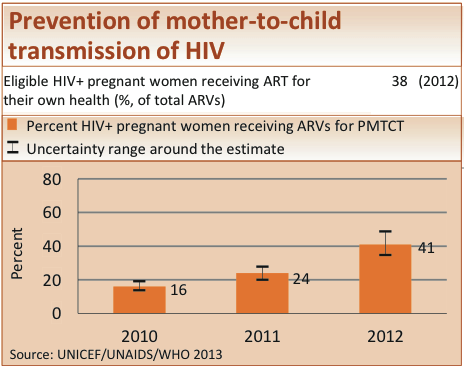 Prevention of mother-to-child
transmission of HIV
Eligible HIV+ pregnant women receiving ART for 38 (2012)
their own health (%, of total ARVs)
Percent HIV+ pregnant women receiving ARVs for PMTCT
Uncertainty range around the estimate
80
60
40
20
0
Percent
16
24
41
2010 2011 2012
Source: UNICEF/UNAIDS/WHO 2013